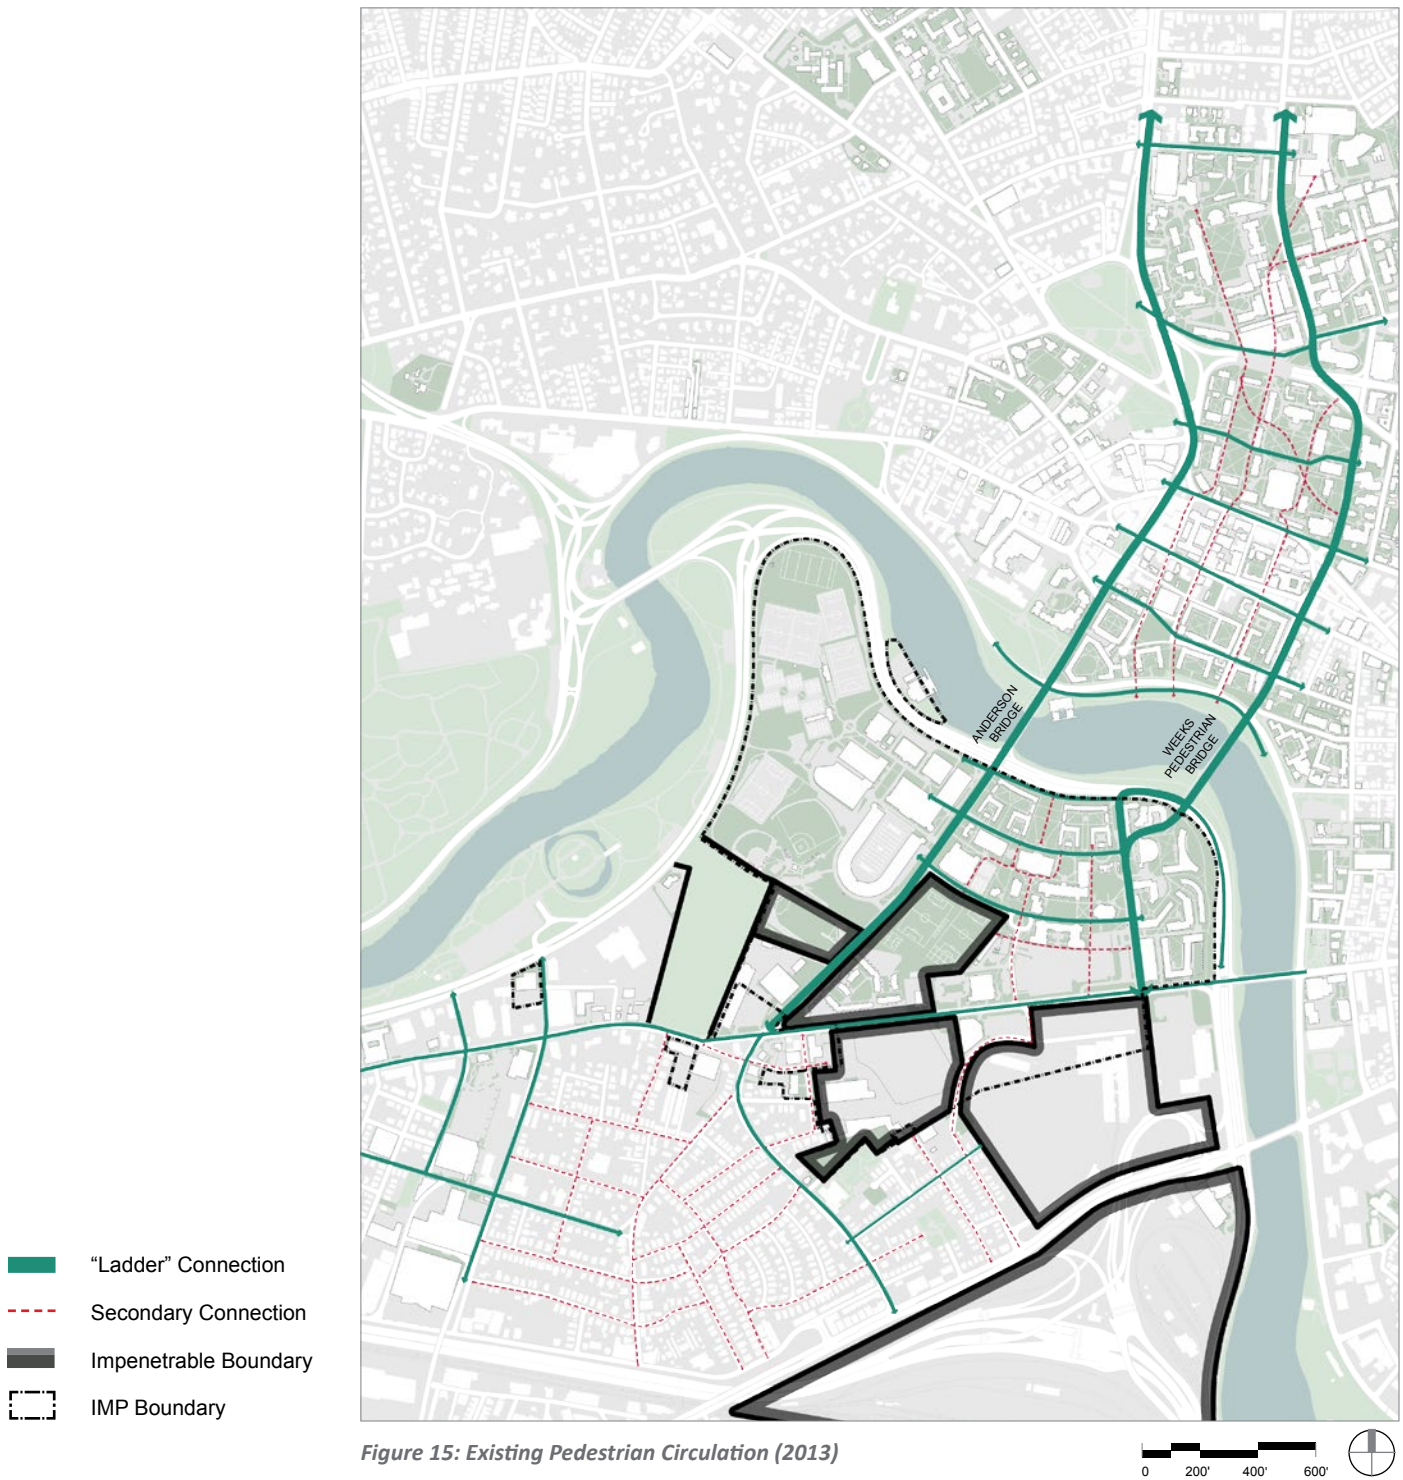 ANDERSON
BRIDGE
WEEKS
PEDESTRIAN
BRIDGE
“Ladder” Connection
Secondary Connection
Impenetrable Boundary
IMP Boundary
Figure 15: Existing Pedestrian Circulation (2013)
0 200' 400' 600'